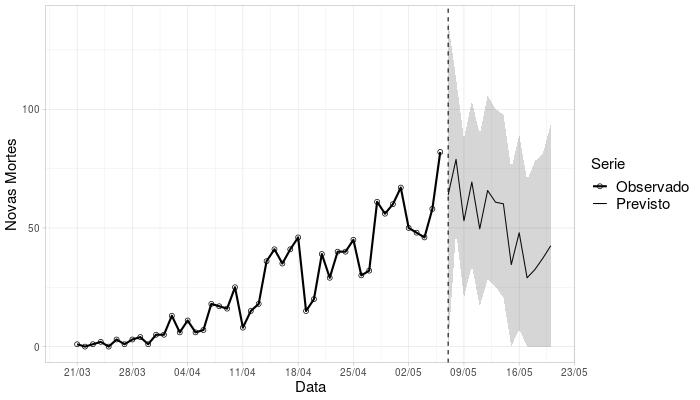 Novas Mortes
100
50
0
21/03 28/03 04/04 11/04 18/04 25/04 02/05 09/05 16/05 23/05
Data
Serie
Observado
Previsto